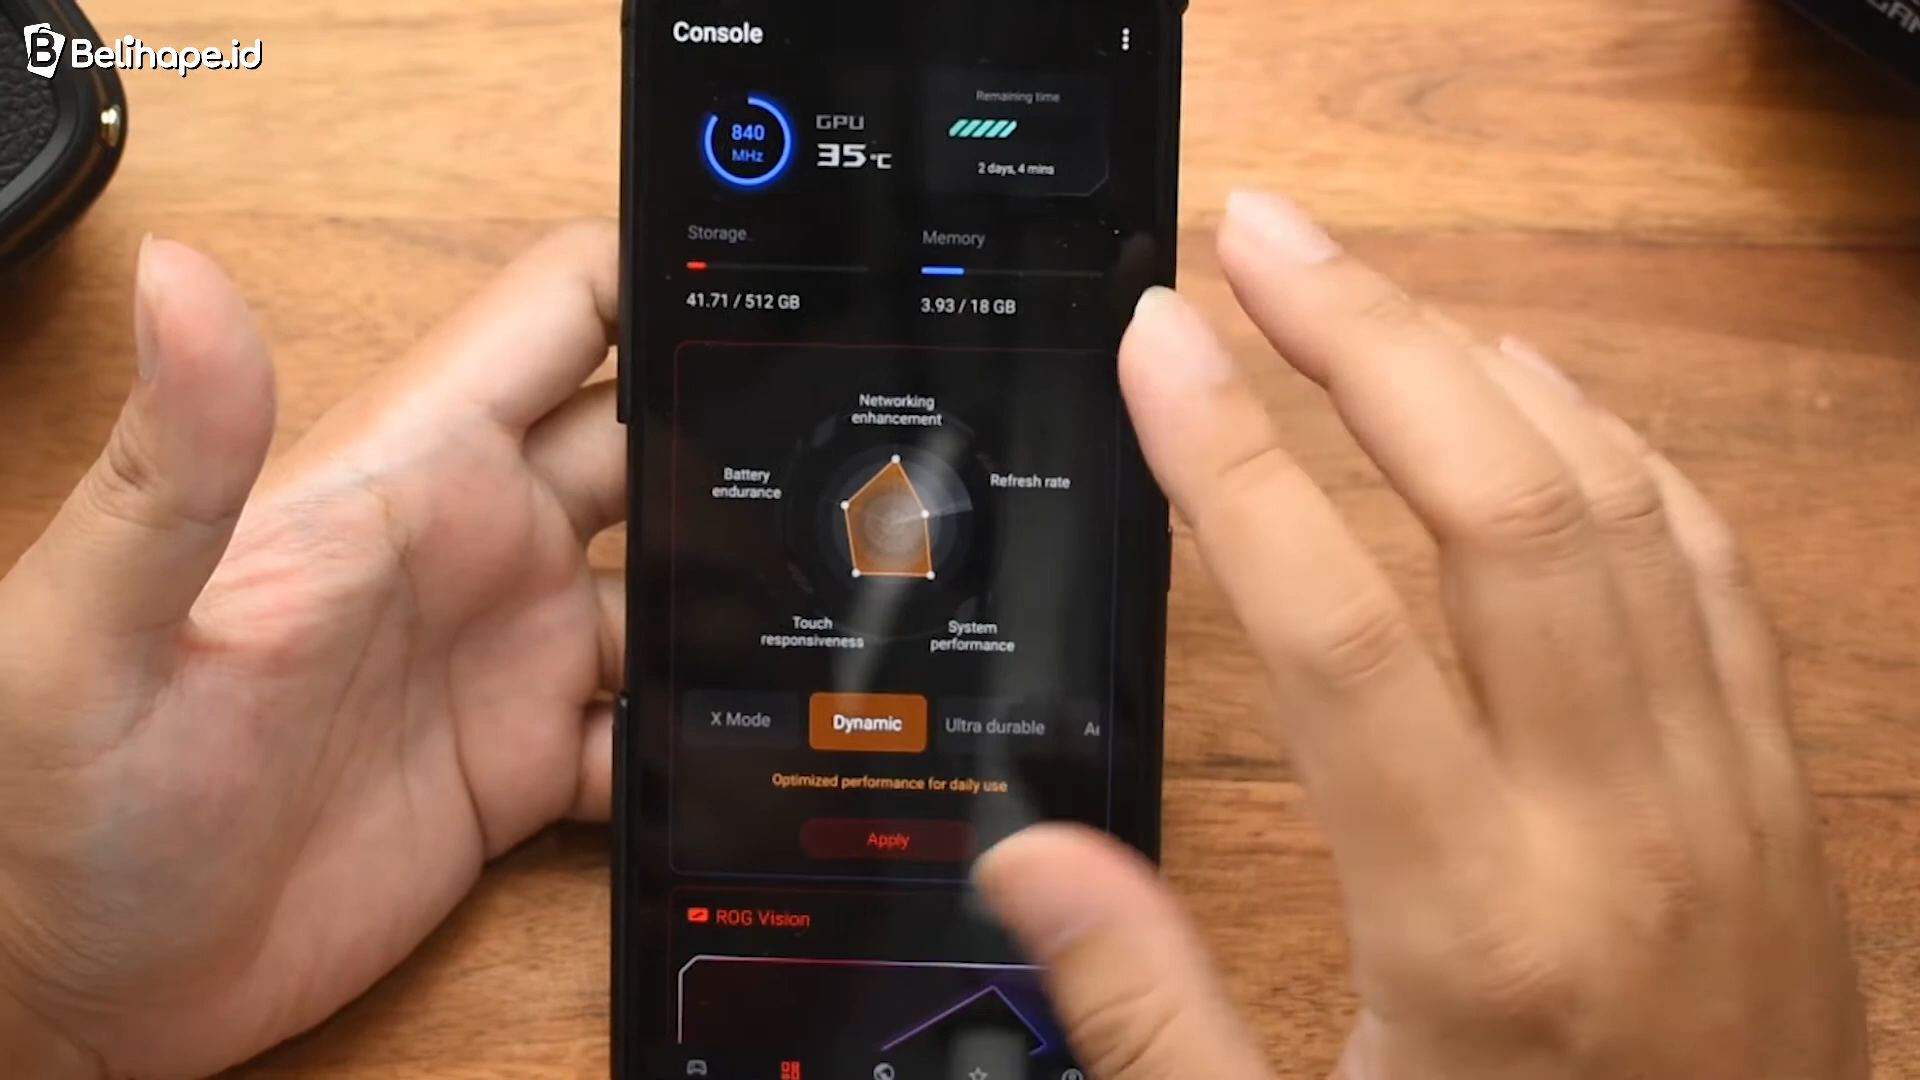 Belihape.id
Console
840
MHz
GPU
35°C
Remaining time
2 days, 4 mins
Storage
41.71 / 512 GB
Memory
3.93 / 18 GB
Networking
enhancement
Battery
endurance
Refresh rate
Touch
responsiveness
System
performance
X Mode
Dynamic
Ultra durable
Optimized performance for daily use
Apply
ROG Vision